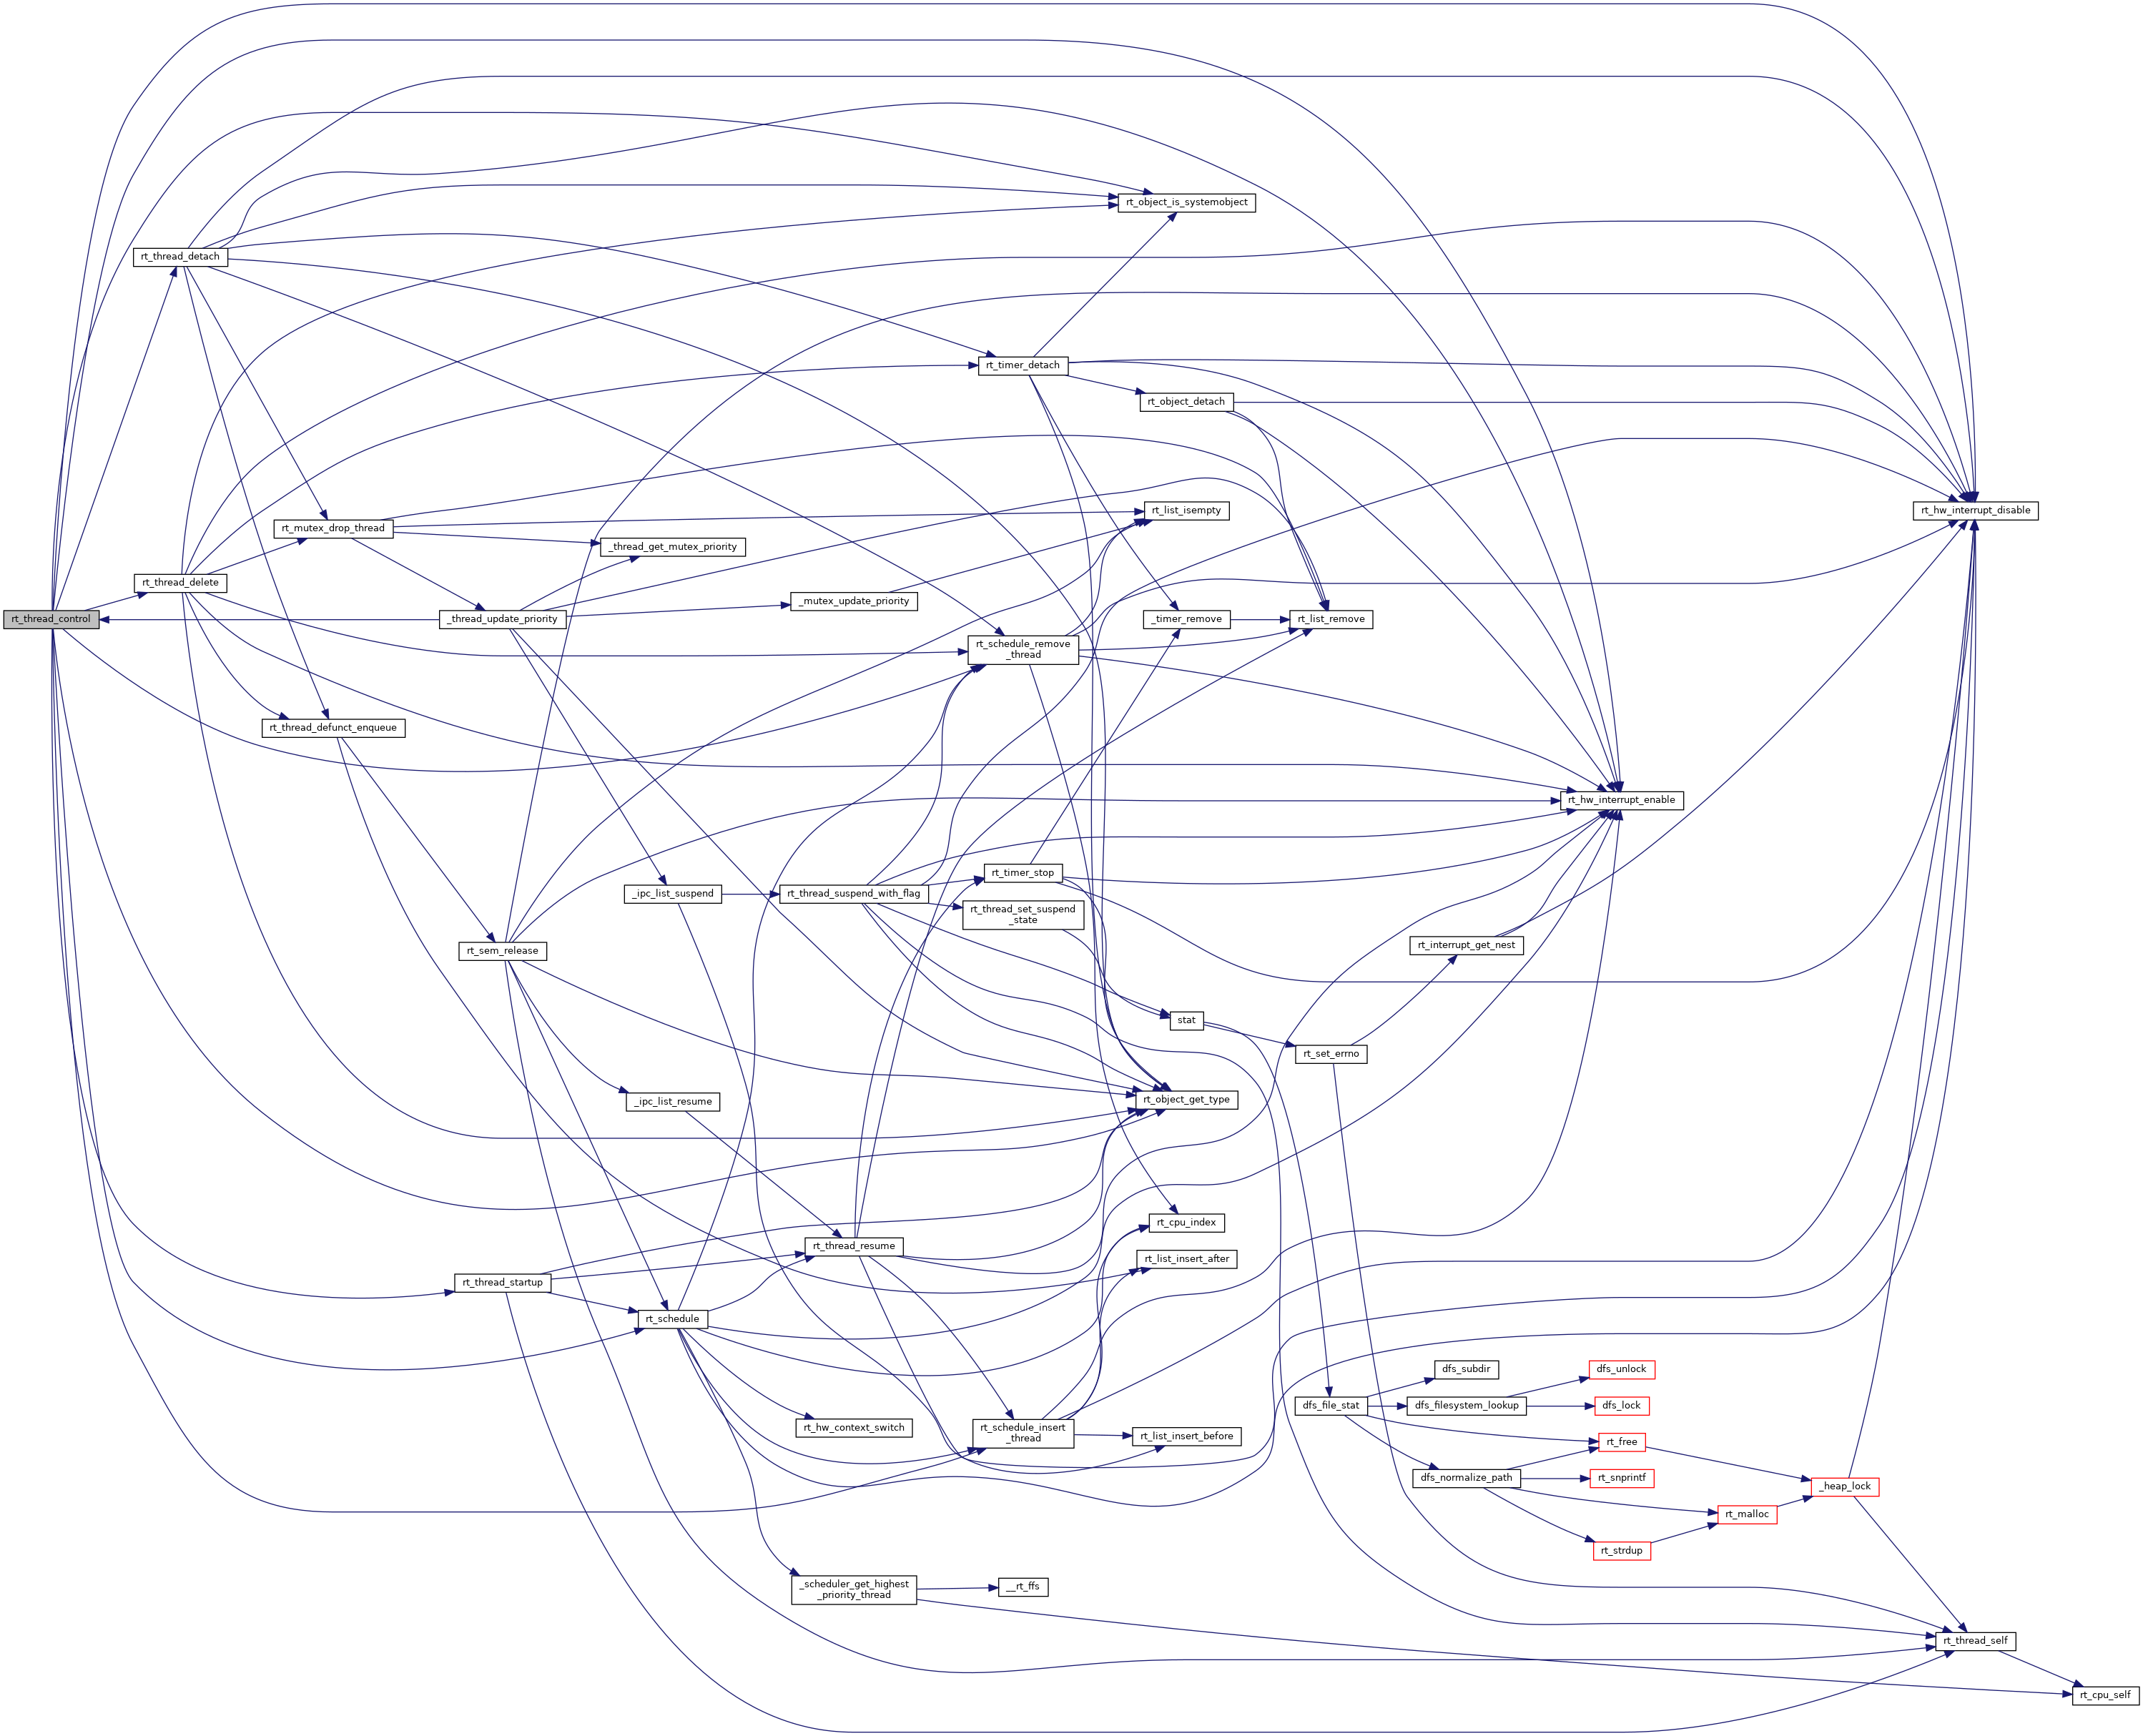 rt_object_is_systemobject
rt_thread_detach
rt_timer_detach
rt_object_detach
rt_hw_interrupt_disable
rt_list_isempty
rt_mutex_drop_thread
_thread_get_mutex_priority
rt_thread_delete
_mutex_update_priority
rt_thread_control
_thread_update_priority
_timer_remove
rt_list_remove
rt_schedule_remove
_thread
rt_thread_defunct_enqueue
rt_hw_interrupt_enable
rt_timer_stop
_ipc_list_suspend
rt_thread_suspend_with_flag
rt_thread_set_suspend
_state
rt_interrupt_get_nest
rt_sem_release
stat
rt_set_errno
_ipc_list_resume
rt_object_get_type
rt_cpu_index
rt_thread_resume
rt_list_insert_after
rt_thread_startup
rt_schedule
dfs_subdir
dfs_unlock
dfs_file_stat
dfs_filesystem_lookup
dfs_lock
rt_hw_context_switch
rt_schedule_insert
_thread
rt_list_insert_before
rt_free
dfs_normalize_path
rt_snprintf
_heap_lock
rt_malloc
rt_strdup
_scheduler_get_highest
_priority_thread
__rt_ffs
rt_thread_self
rt_cpu_self